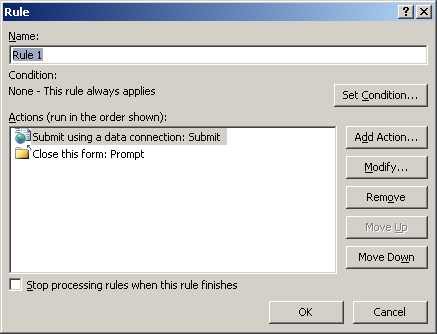 Rule
Name:
Rule 1
Condition:
None - This rule always applies
Set Condition...
Actions (run in the order shown):
Submit using a data connection: Submit
Close this form: Prompt
Add Action...
Modify...
Remove
Move Up
Move Down
Stop processing rules when this rule finishes
OK
Cancel